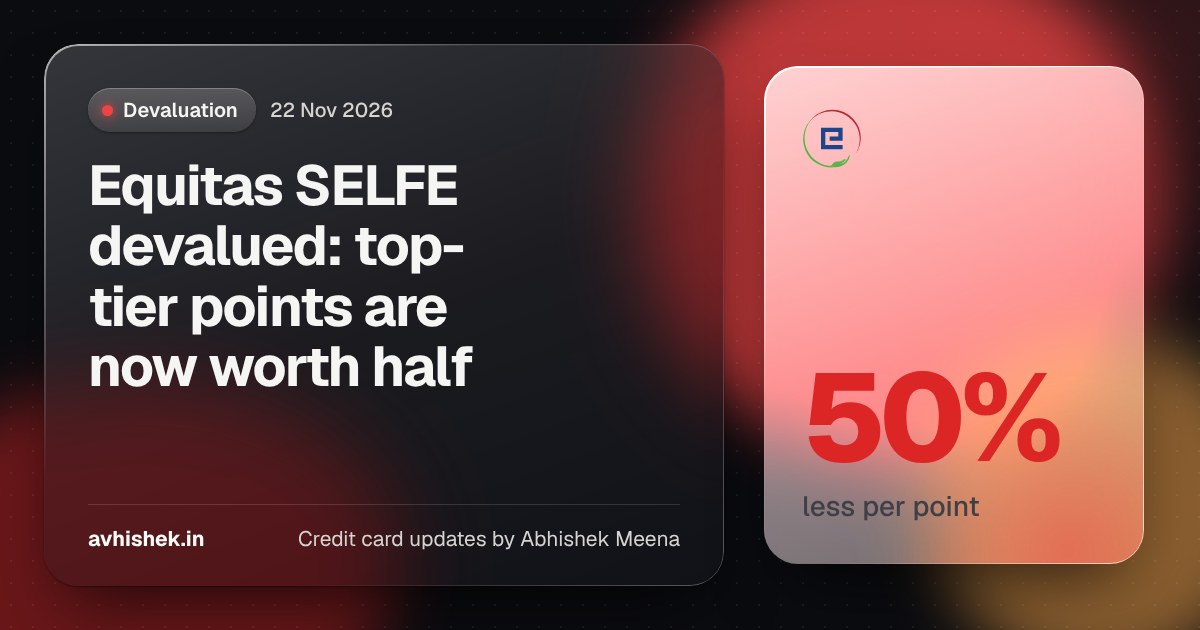 Devaluation 22 Nov 2026
Equitas SELFE
devalued: top-
tier points are
now worth half
avhishek.in Credit card updates by Abhishek Meena
50%
less per point